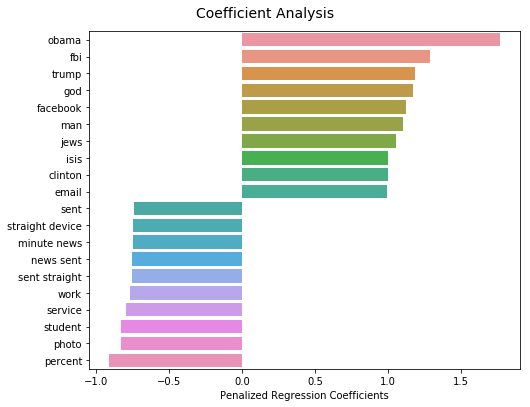 Coefficient Analysis
obama
fbi
trump
god
facebook
man
jews
isis
clinton
email
sent
straight device
minute news
news sent
sent straight
work
service
student
photo
percent
−1.0 −0.5 0.0 0.5 1.0 1.5
Penalized Regression Coefficients